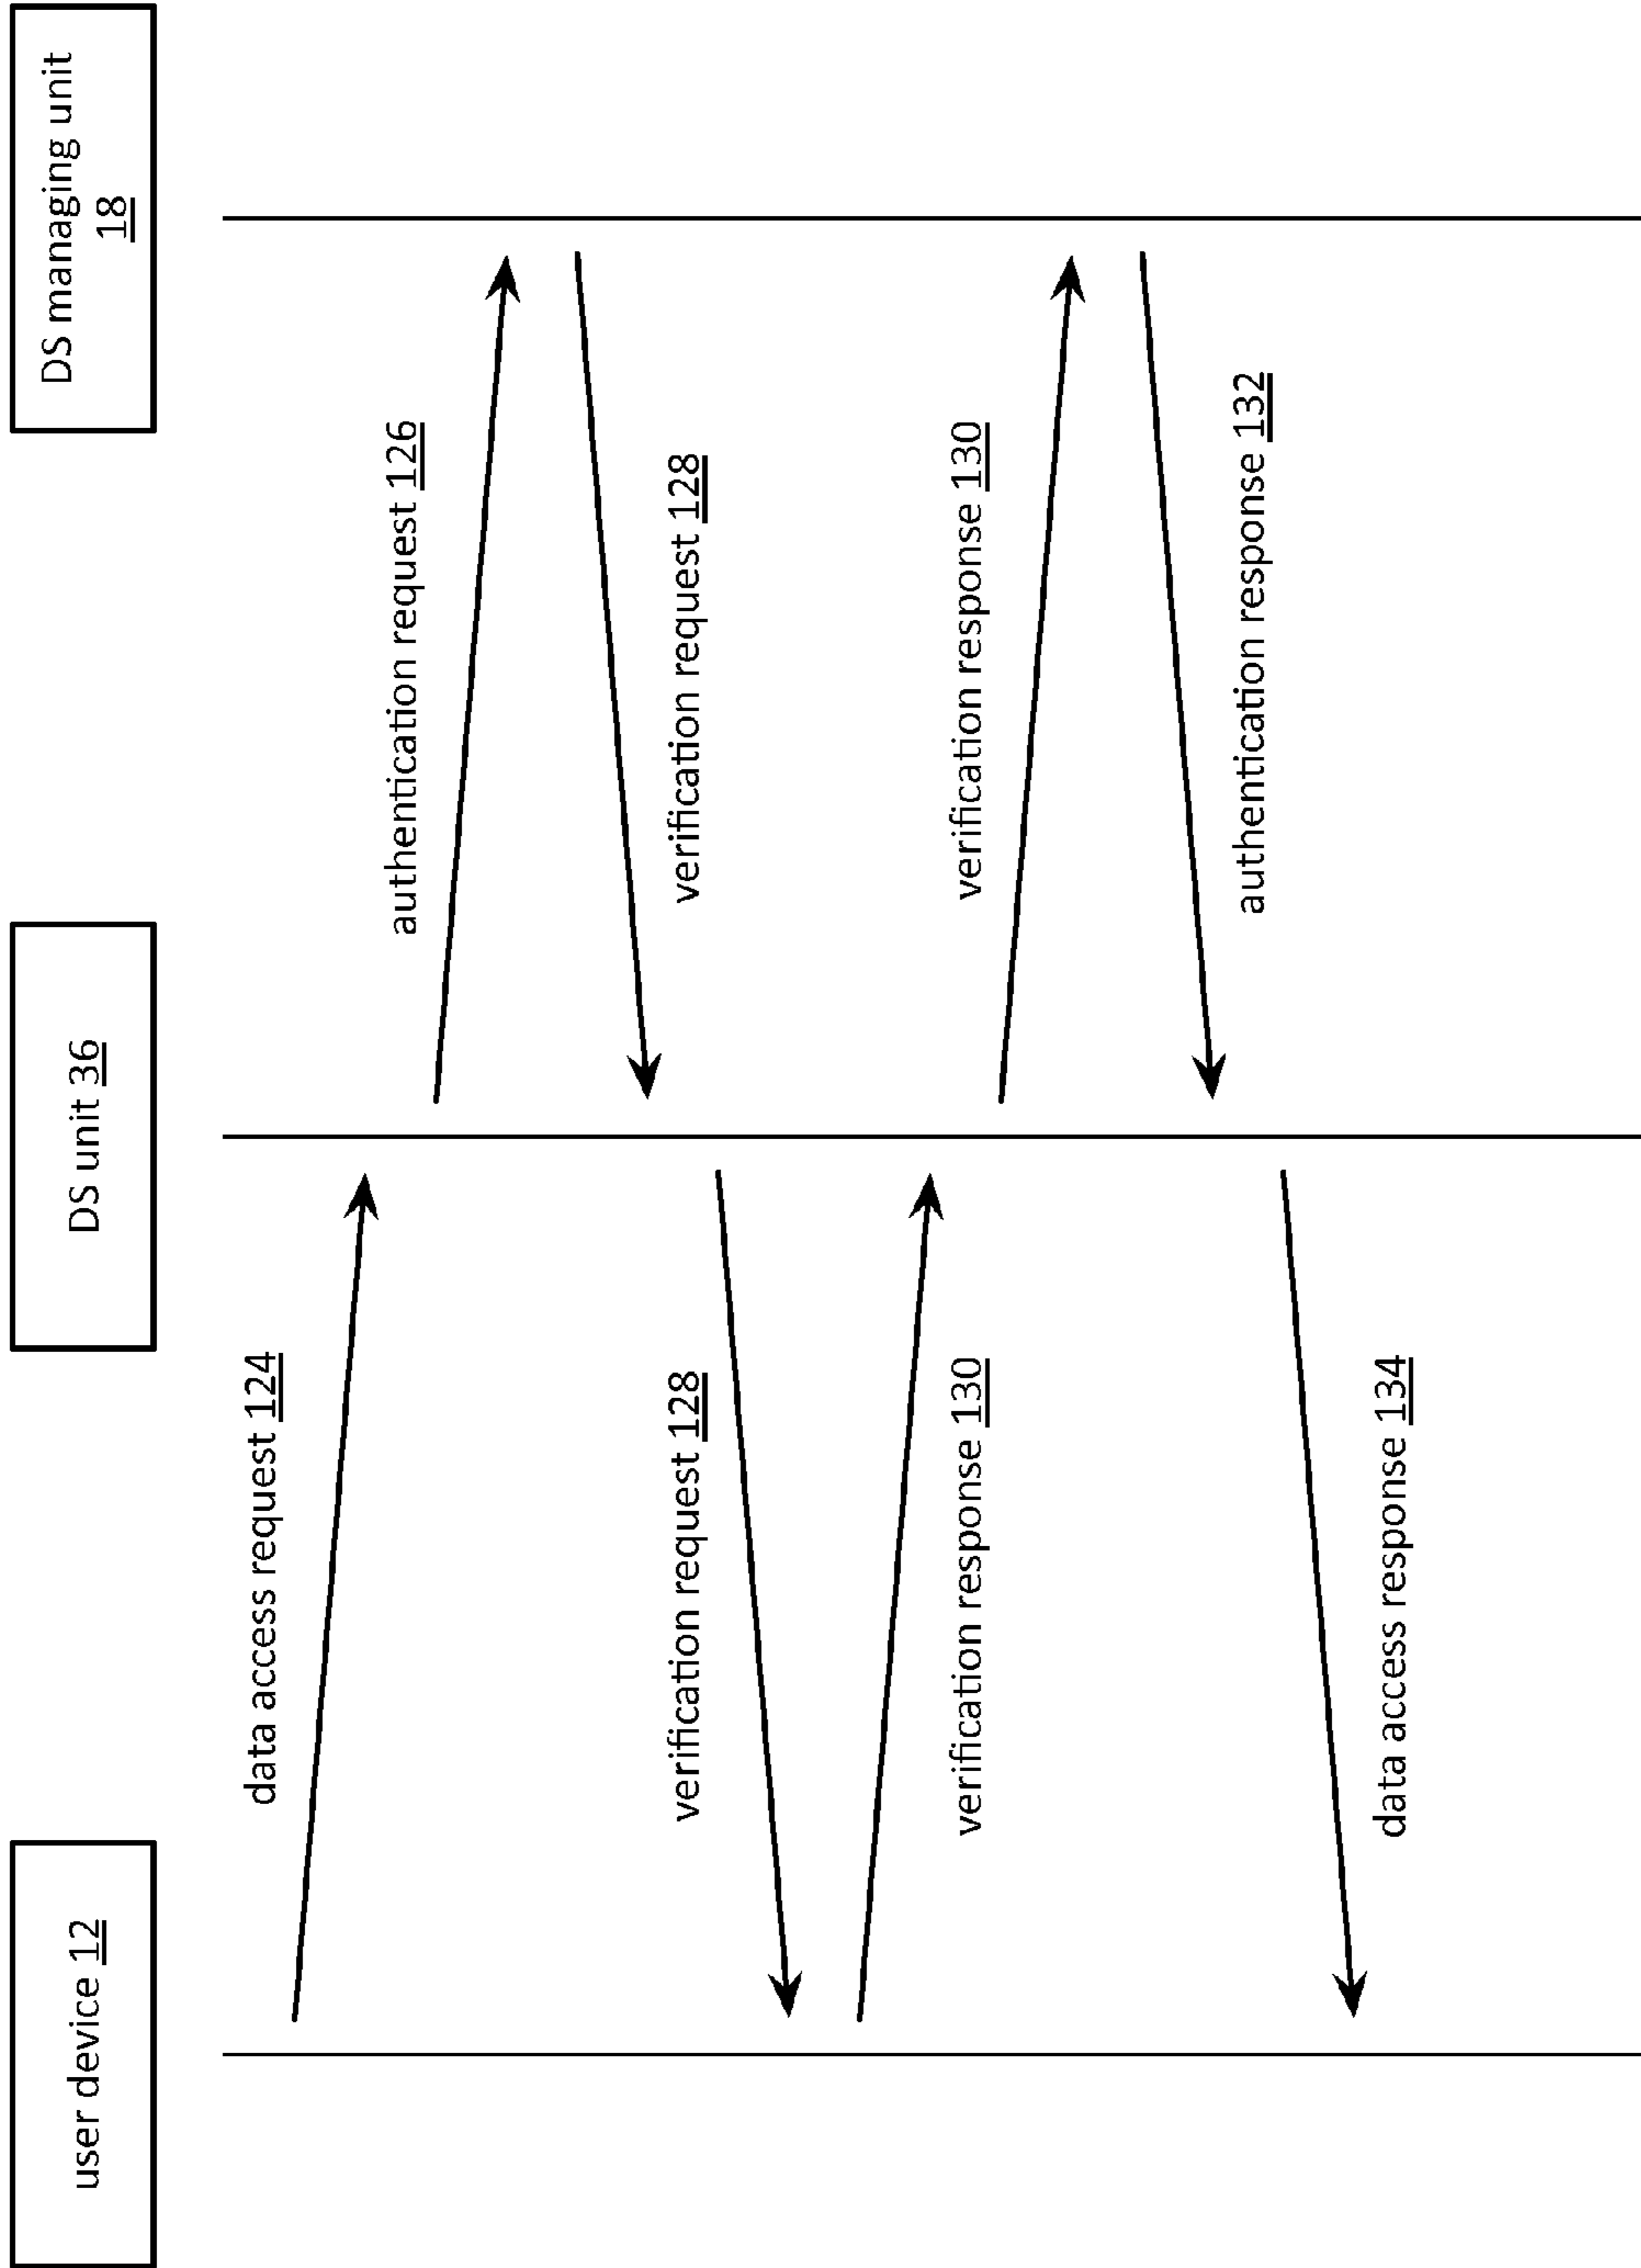 user device 12
DS unit 36
DS managing unit
18
data access request 124
authentication request 126
verification request 128
verification request 128
verification response 130
verification response 130
authentication response 132
data access response 134